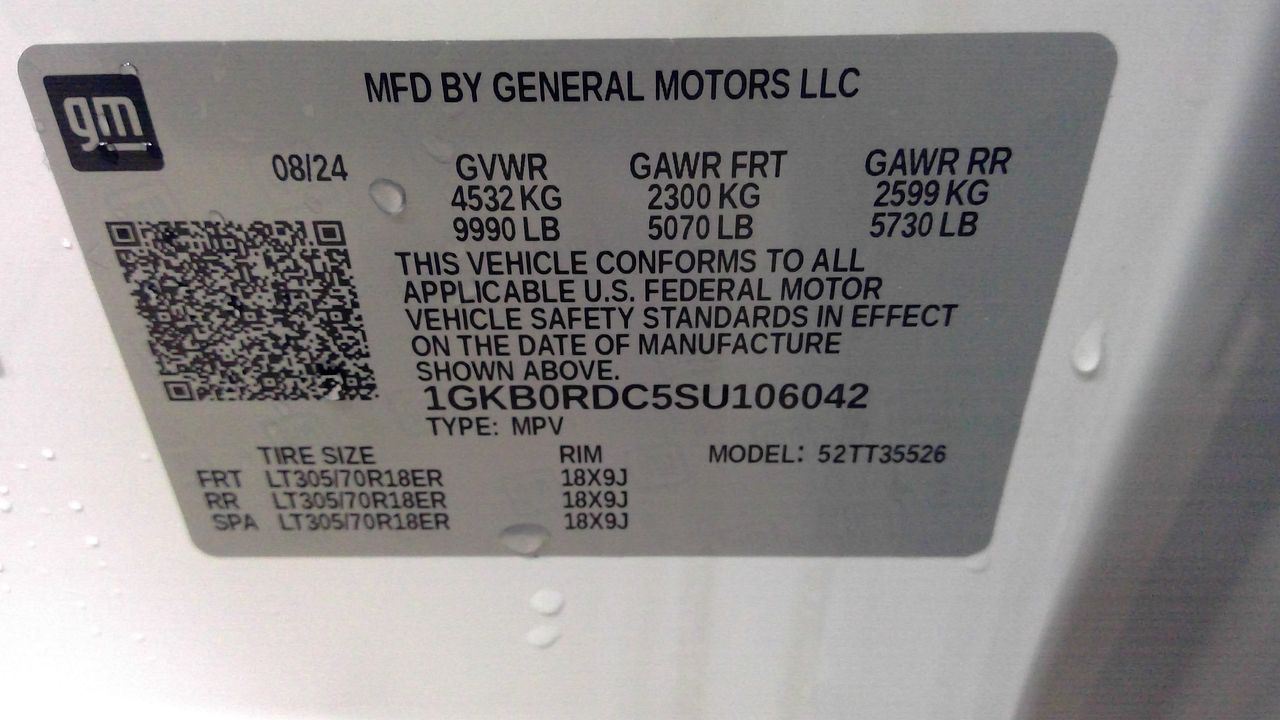 gm
MFD BY GENERAL MOTORS LLC
08/24 GVWR GAWR FRT GAWR RR
4532 KG 2300 KG 2599 KG
9990 LB 5070 LB 5730 LB
THIS VEHICLE CONFORMS TO ALL
APPLICABLE U.S. FEDERAL MOTOR
VEHICLE SAFETY STANDARDS IN EFFECT
ON THE DATE OF MANUFACTURE
SHOWN ABOVE.
1GKB0RDC5SU106042
TYPE: MPV
TIRE SIZE RIM MODEL: 52TT35526
FRT LT305/70R18ER 18X9J
RR LT305/70R18ER 18X9J
SPA LT305/70R18ER 18X9J